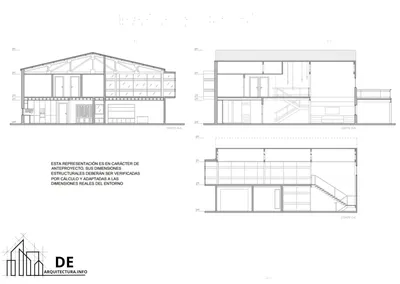 ESTA REPRESENTACIÓN ES EN CARÁCTER DE
ANTEPROYECTO. SUS DIMENSIONES
ESTRUCTURALES DEBERÁN SER VERIFICADAS
POR CÁLCULO Y ADAPTADAS A LAS
DIMENSIONES REALES DEL ENTORNO
DE
ARQUITECTURA.INFO